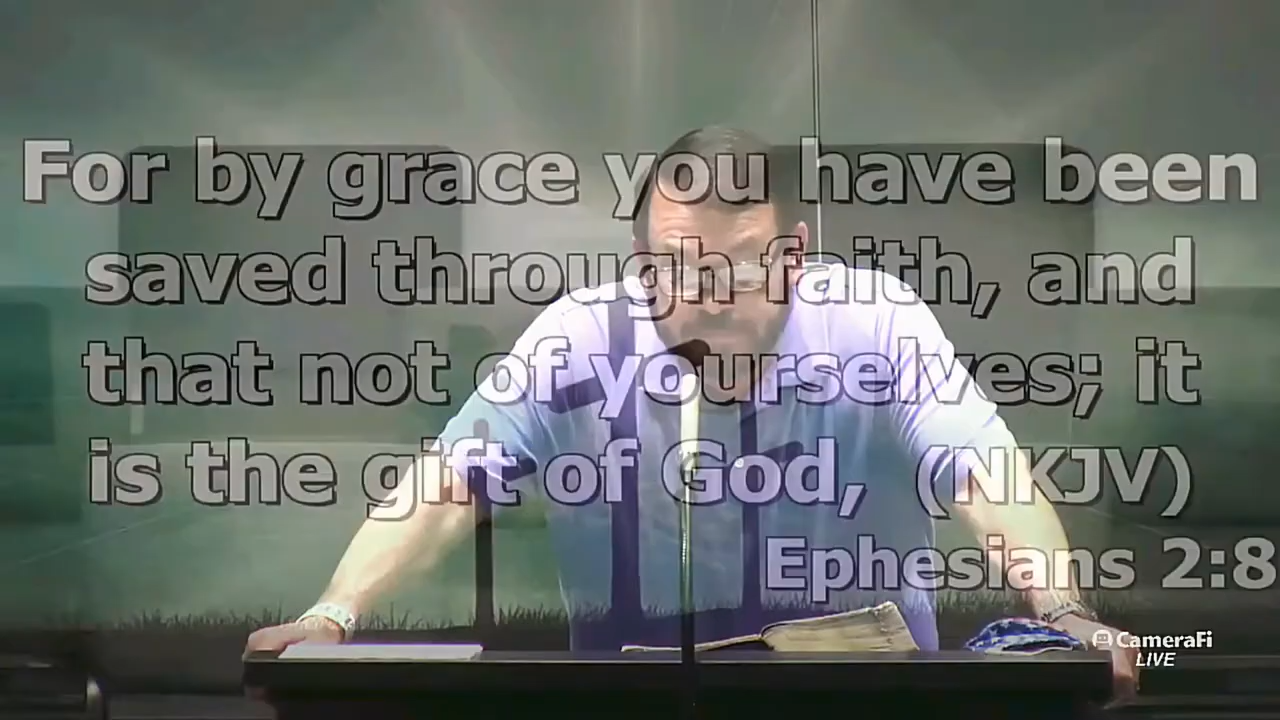 For by grace you have been
saved through faith, and
that not of yourselves; it
is the gift of God, (NKJV)
Ephesians 2:8
CameraFi
LIVE